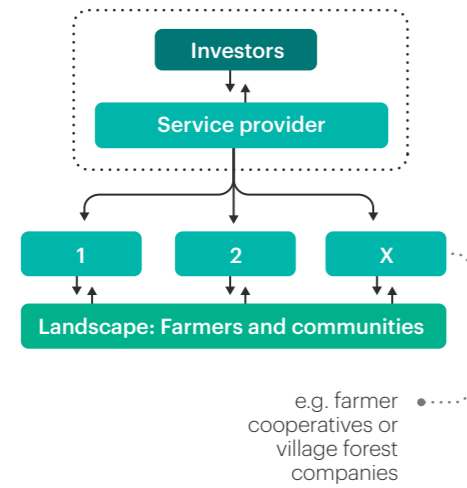 Investors
Service provider
1
2
X
Landscape: Farmers and communities
e.g. farmer
cooperatives or
village forest
companies